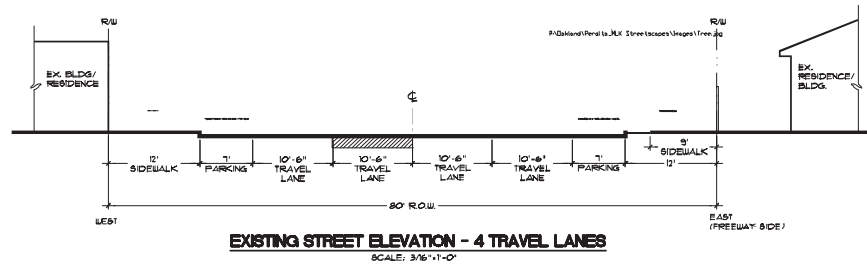 R/W
R/W
P:\Oakland\Peralta_MLK Streetscapes\Images\Tree.jpg
EX. BLDG/
RESIDENCE
EX.
RESIDENCE/
BLDG.
℄
12'
SIDEWALK
7'
PARKING
10'-6"
TRAVEL
LANE
10'-6"
TRAVEL
LANE
10'-6"
TRAVEL
LANE
10'-6"
TRAVEL
LANE
7'
PARKING
9'
SIDEWALK
12'
80' R.O.W.
WEST
EAST
(FREEWAY SIDE)
EXISTING STREET ELEVATION - 4 TRAVEL LANES
SCALE: 3/16"=1'-0"